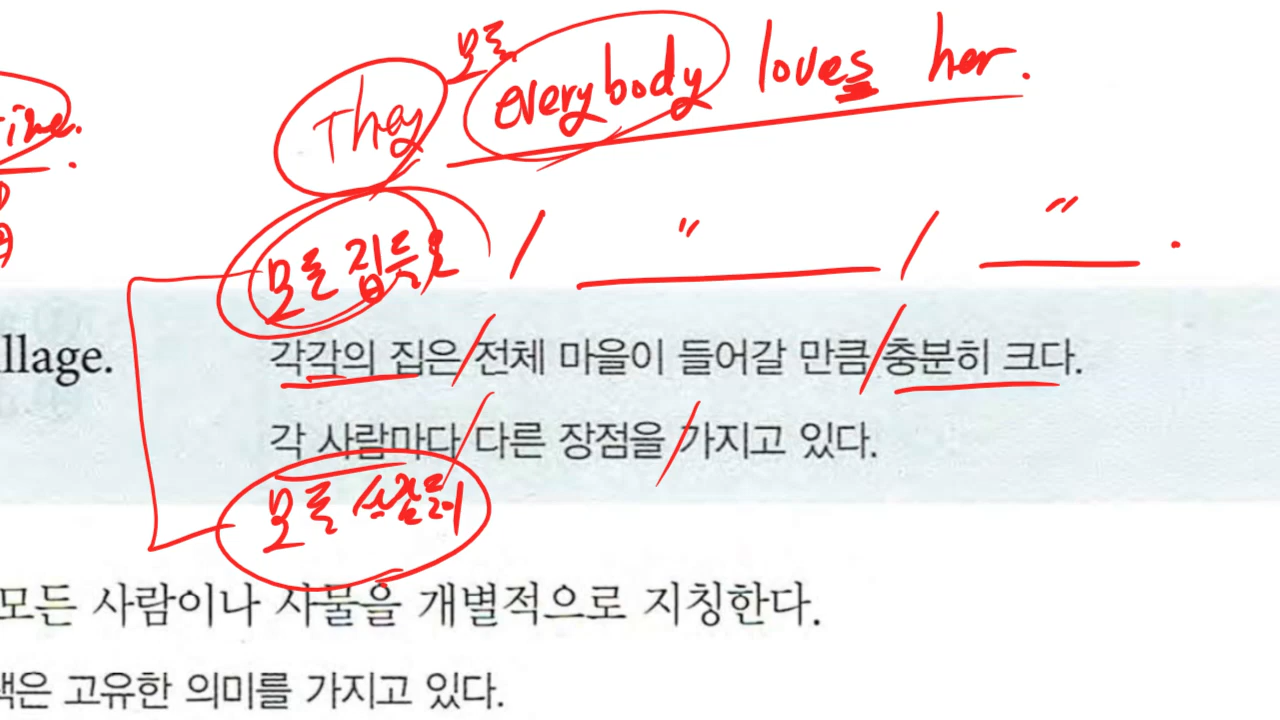 모두
They everybody loves her.
모든 집들은 / 〃 / 〃 .
llage. 각각의 집은/전체 마을이 들어갈 만큼/충분히 크다.
각 사람마다/다른 장점을/가지고 있다.
모든 사람들이
모든 사람이나 사물을 개별적으로 지칭한다.
색은 고유한 의미를 가지고 있다.